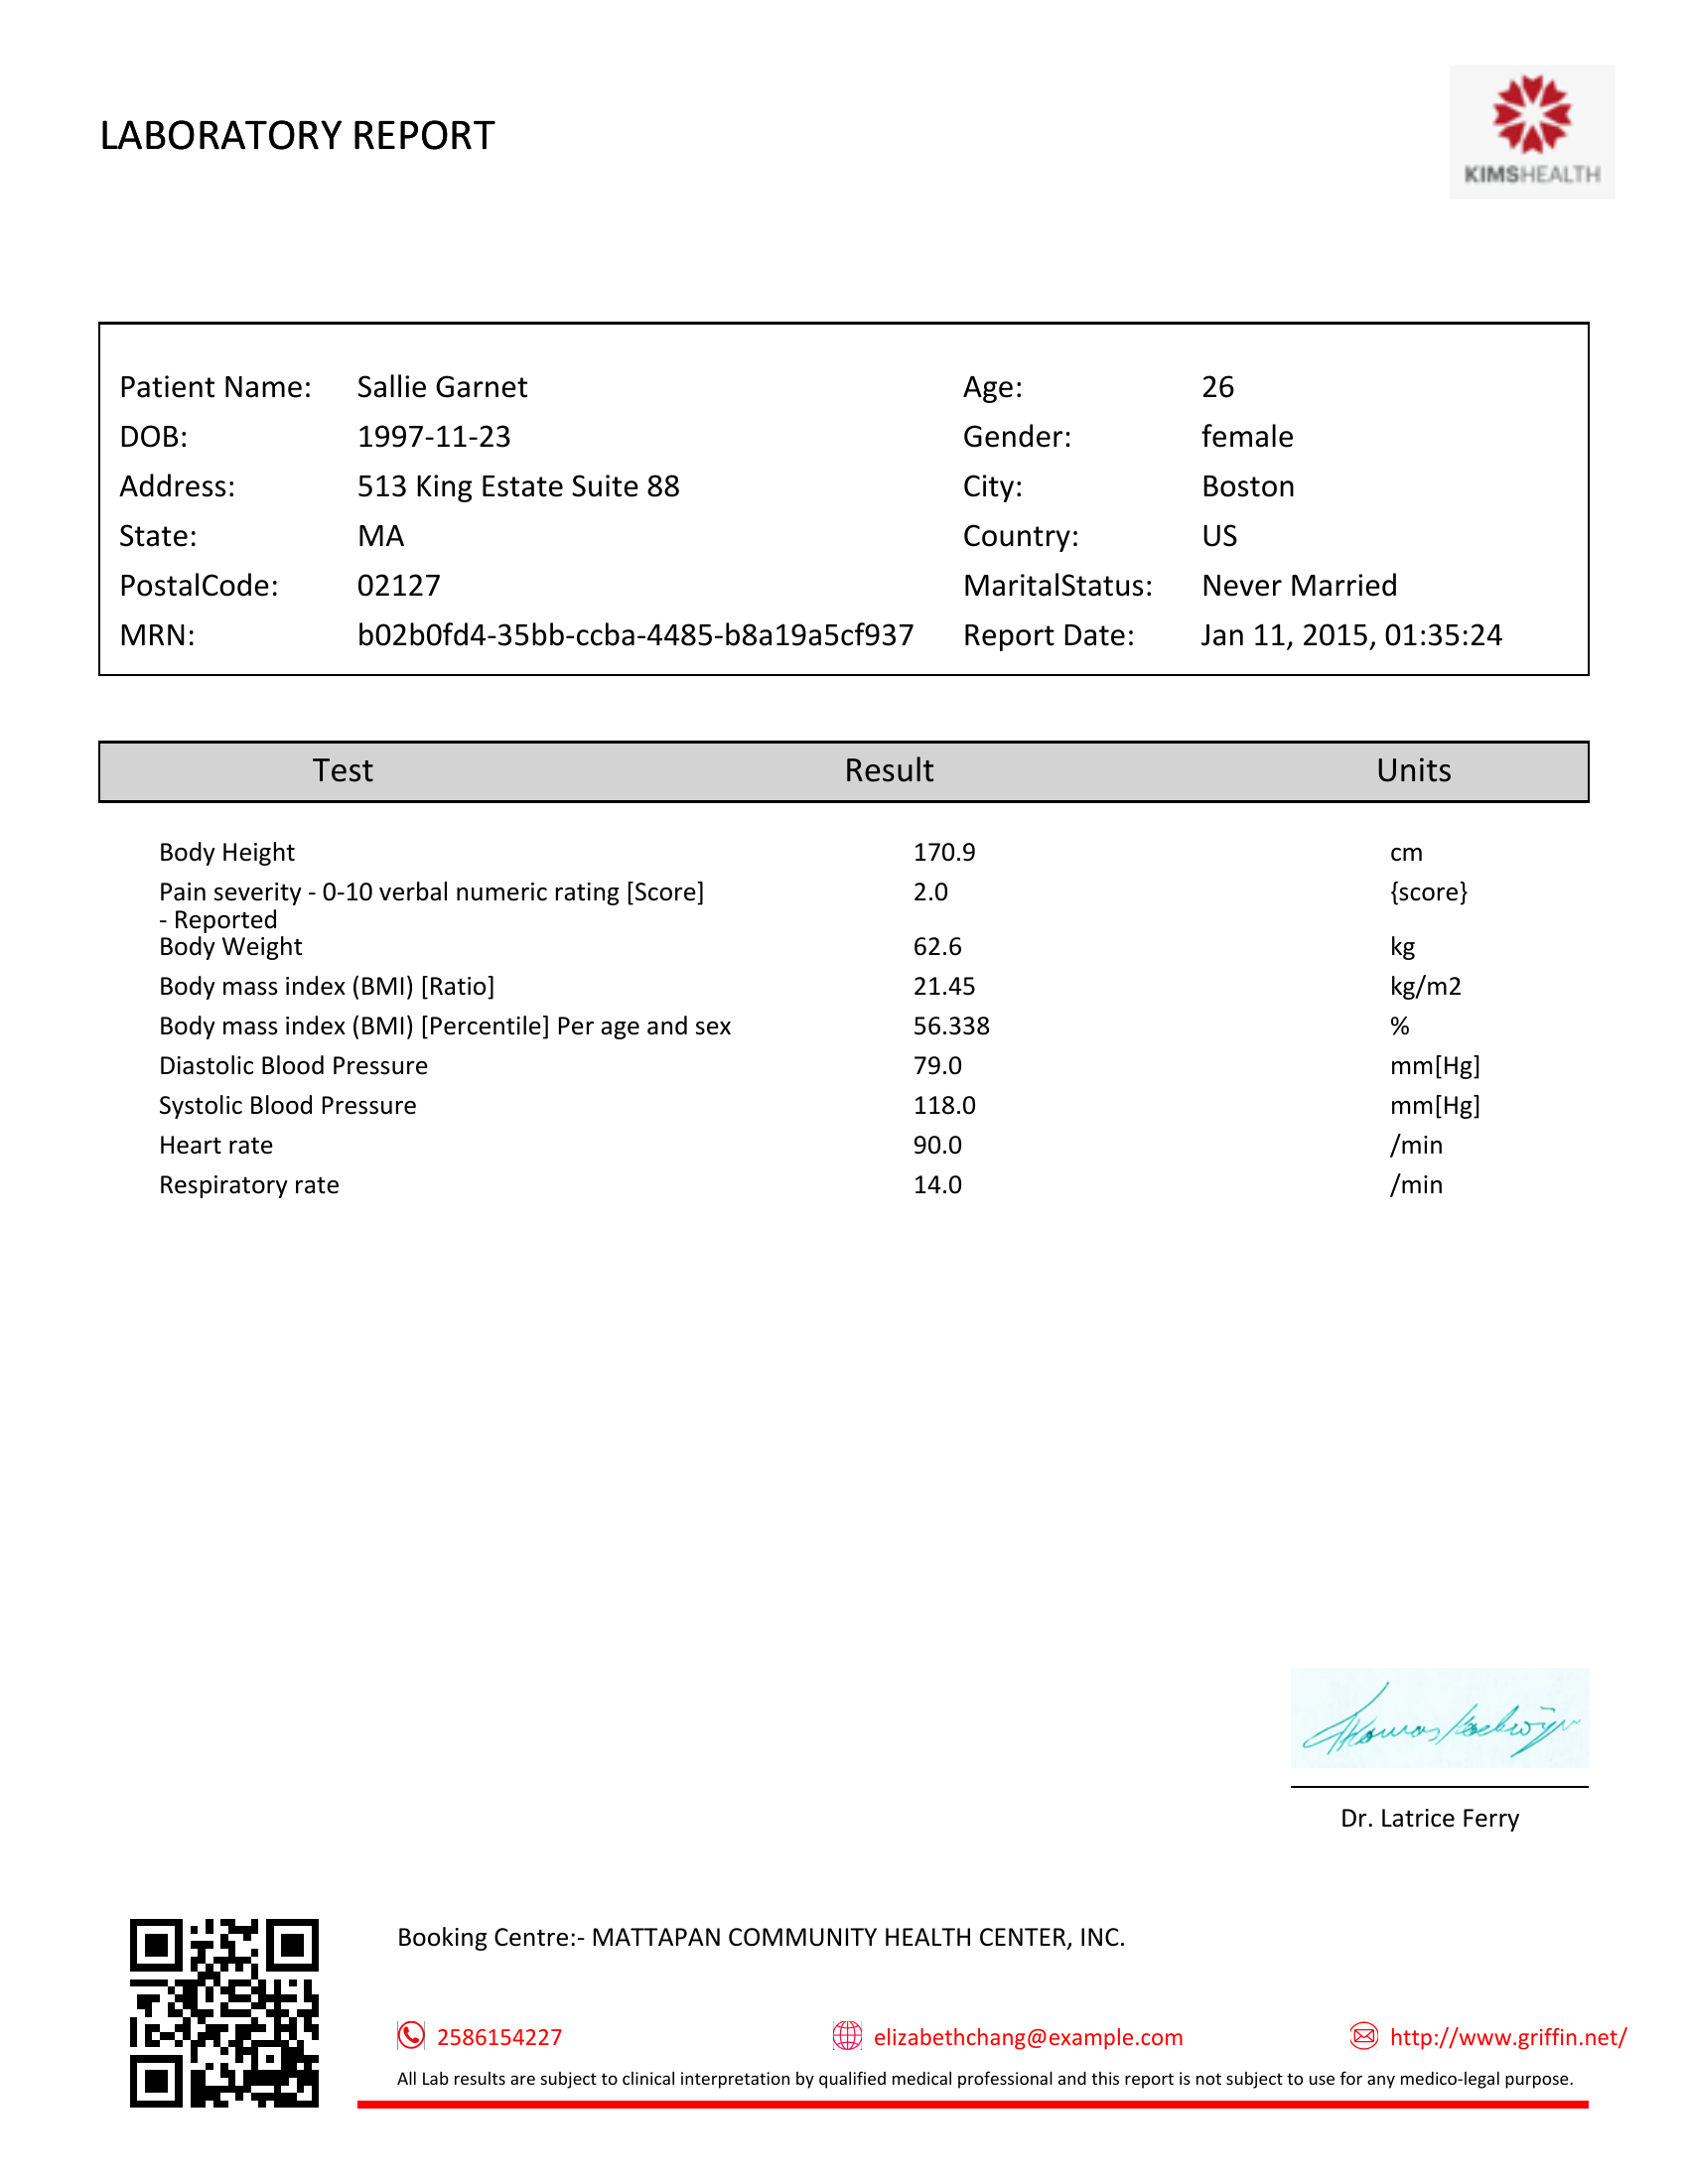 LABORATORY REPORT
KIMSHEALTH
Patient Name: Sallie Garnet Age: 26
DOB: 1997-11-23 Gender: female
Address: 513 King Estate Suite 88 City: Boston
State: MA Country: US
PostalCode: 02127 MaritalStatus: Never Married
MRN: b02b0fd4-35bb-ccba-4485-b8a19a5cf937 Report Date: Jan 11, 2015, 01:35:24
Test Result Units
Body Height 170.9 cm
Pain severity - 0-10 verbal numeric rating [Score] 2.0 {score}
- Reported
Body Weight 62.6 kg
Body mass index (BMI) [Ratio] 21.45 kg/m2
Body mass index (BMI) [Percentile] Per age and sex 56.338 %
Diastolic Blood Pressure 79.0 mm[Hg]
Systolic Blood Pressure 118.0 mm[Hg]
Heart rate 90.0 /min
Respiratory rate 14.0 /min
Dr. Latrice Ferry
Booking Centre:- MATTAPAN COMMUNITY HEALTH CENTER, INC.
2586154227 elizabethchang@example.com http://www.griffin.net/
All Lab results are subject to clinical interpretation by qualified medical professional and this report is not subject to use for any medico-legal purpose.